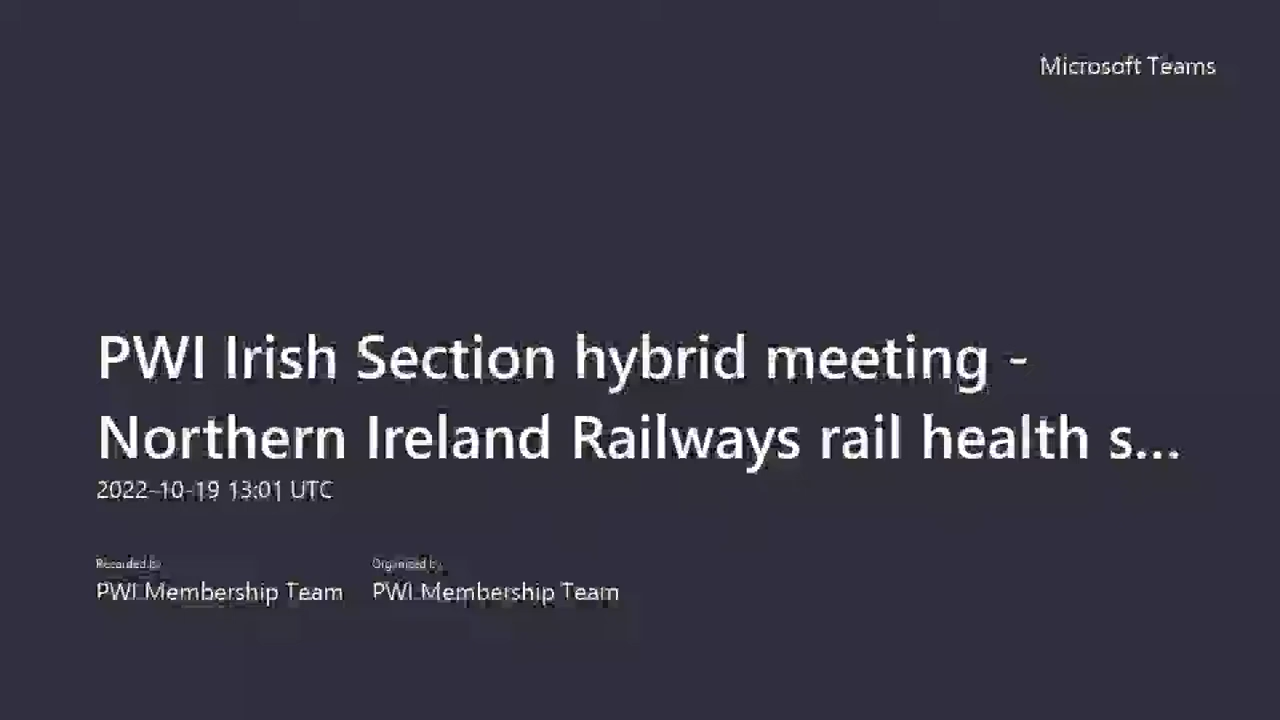 Microsoft Teams
PWI Irish Section hybrid meeting -
Northern Ireland Railways rail health s...
2022-10-19 13:01 UTC
Recorded by Organized by
PWI Membership Team PWI Membership Team